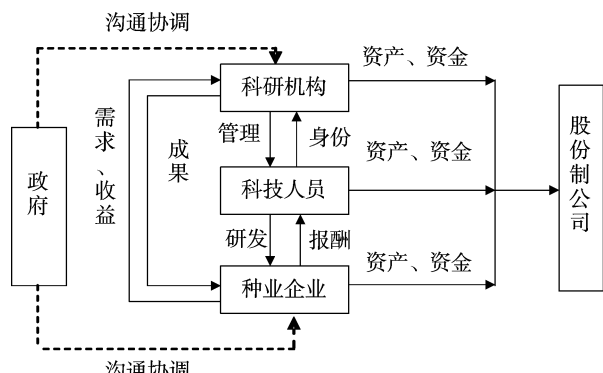 沟通协调
资产、资金
科研机构
需求、收益
成果
管理
身份
股份制公司
政府
资产、资金
科技人员
研发
报酬
资产、资金
种业企业
沟通协调